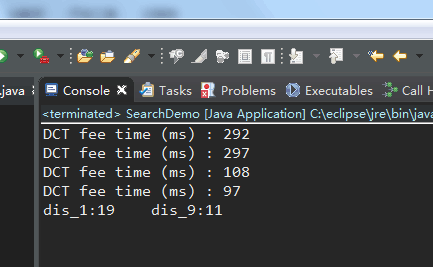 .java
Console
Tasks
Problems
Executables
Call H
<terminated> SearchDemo [Java Application] C:\eclipse\jre\bin\java
DCT fee time (ms) : 292
DCT fee time (ms) : 297
DCT fee time (ms) : 108
DCT fee time (ms) : 97
dis_1:19    dis_9:11